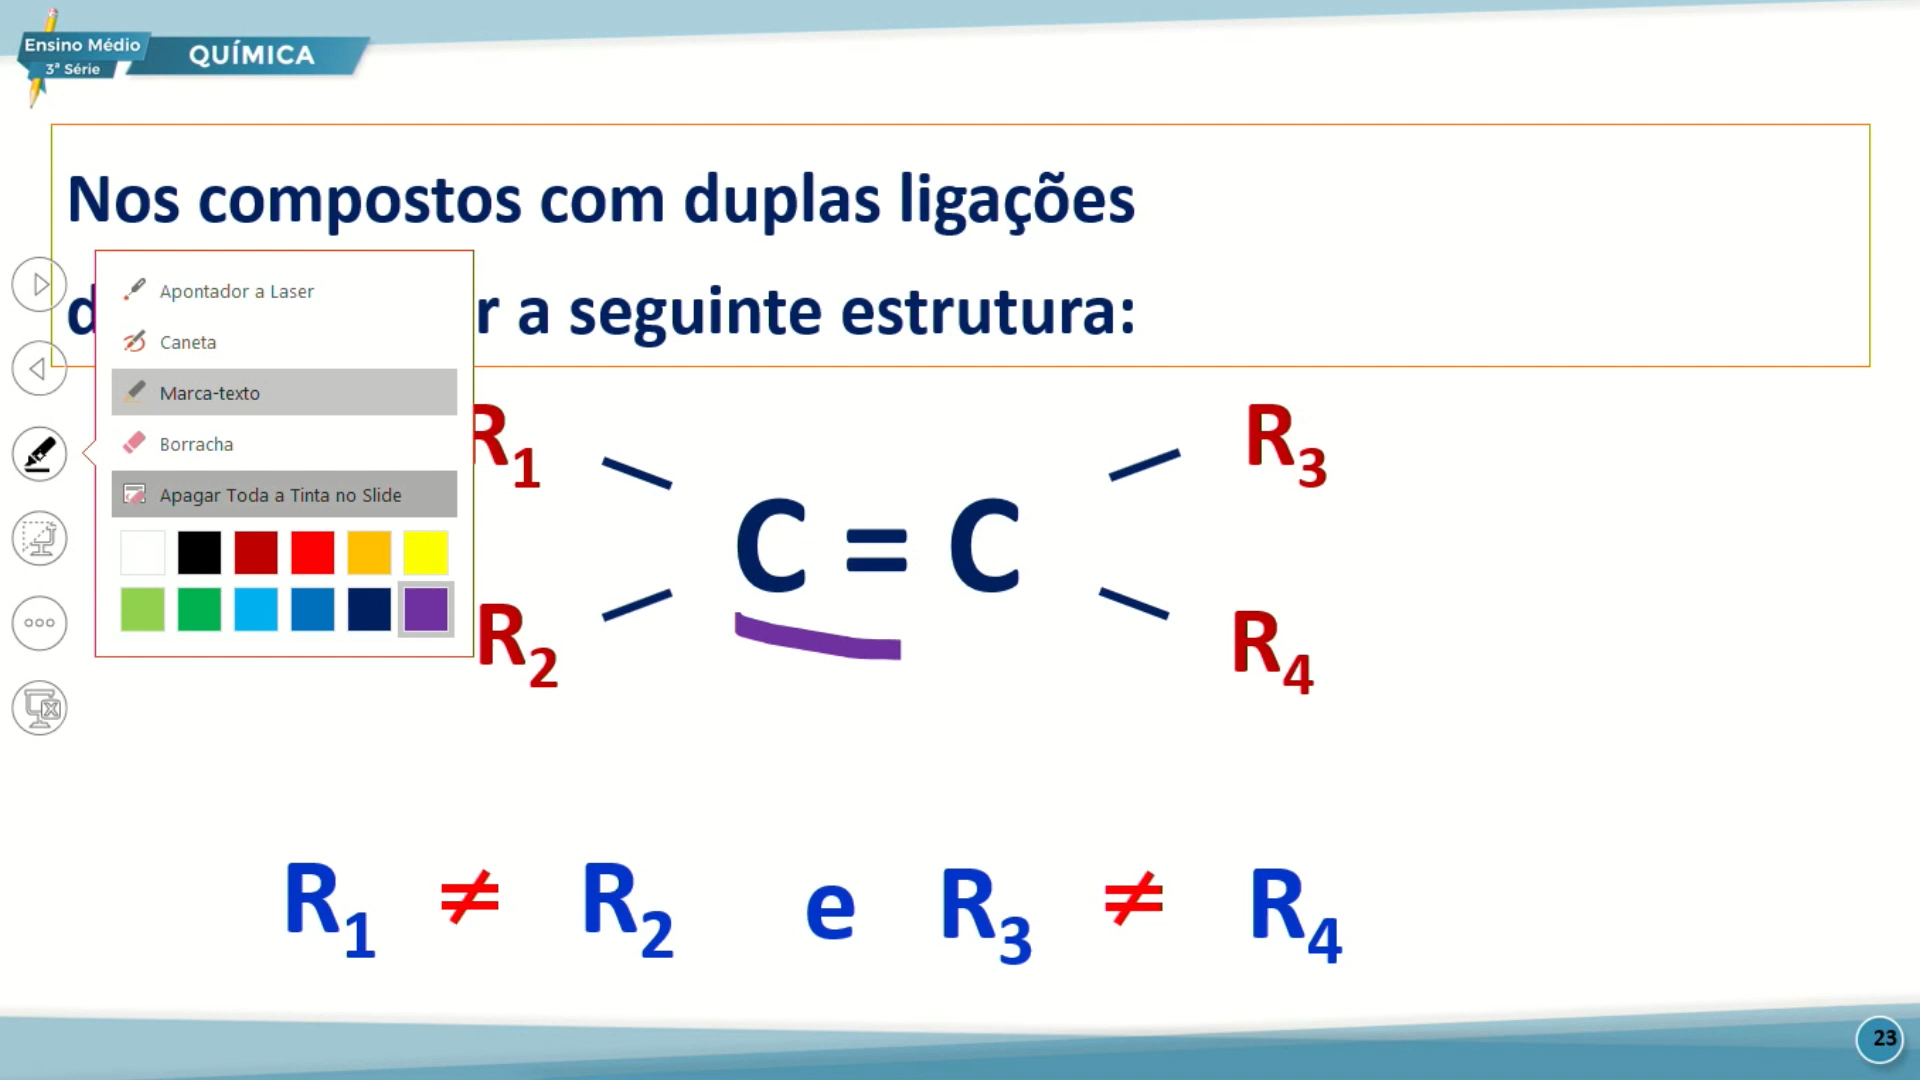 Ensino Médio
3ª Série
QUÍMICA
Nos compostos com duplas ligações
r a seguinte estrutura:
Apontador a Laser
Caneta
Marca-texto
Borracha
Apagar Toda a Tinta no Slide
R1 R3
C = C
R2 R4
R1 ≠ R2 e R3 ≠ R4
23